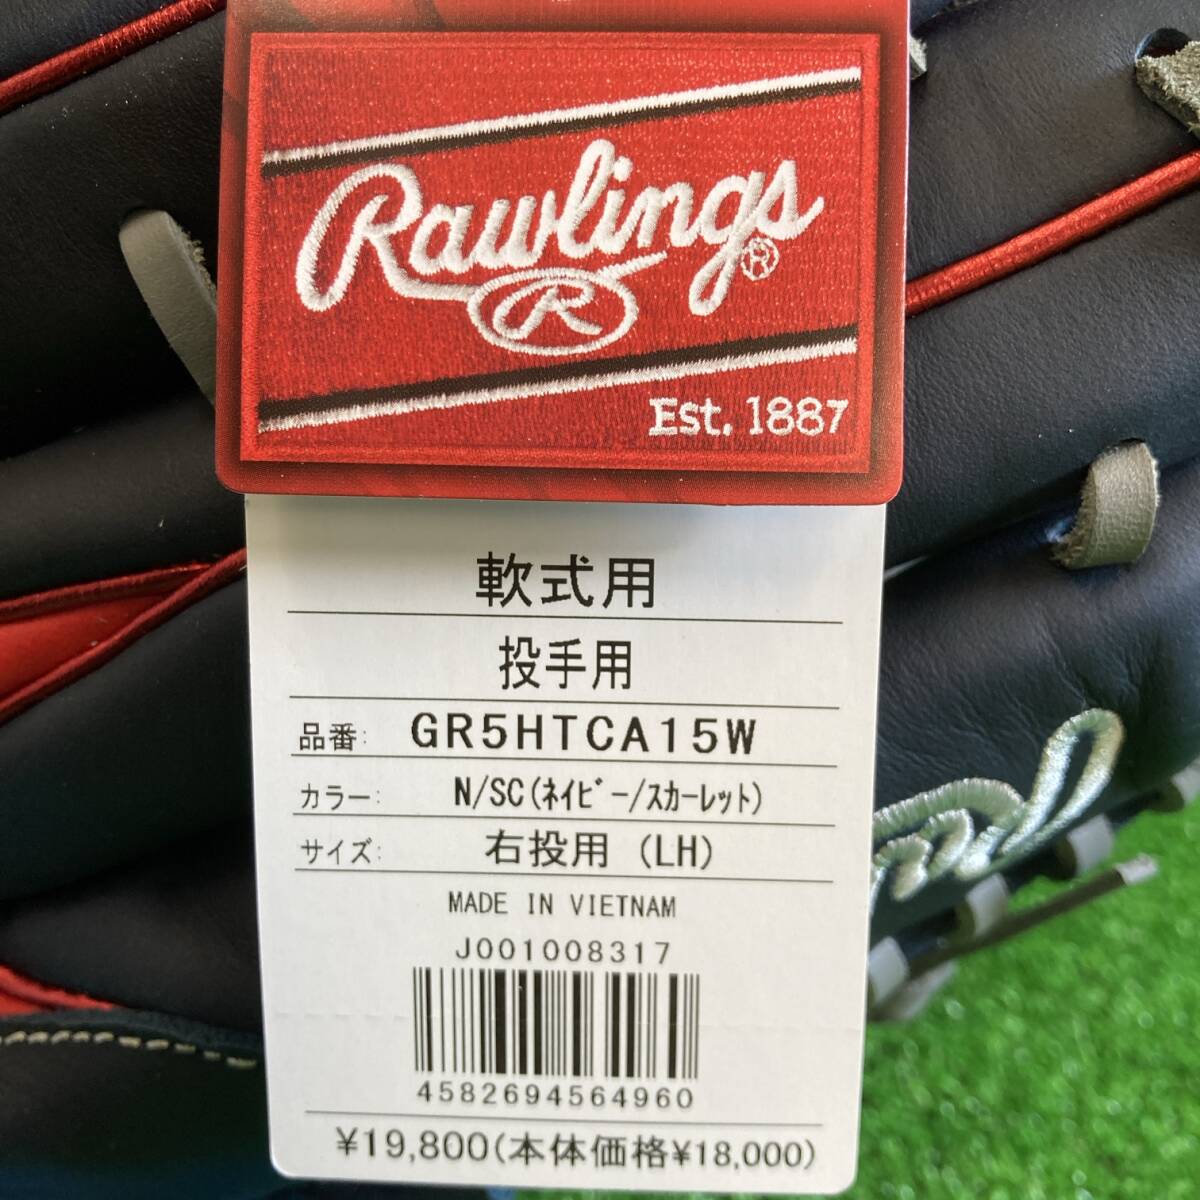 Rawlings®
R
Est. 1887
軟式用
投手用
品番: GR5HTCA15W
カラー: N/SC(ﾈｲﾋﾞｰ/ｽｶｰﾚｯﾄ)
サイズ: 右投用 (LH)
MADE IN VIETNAM
J001008317
4582694564960
¥19,800(本体価格¥18,000)